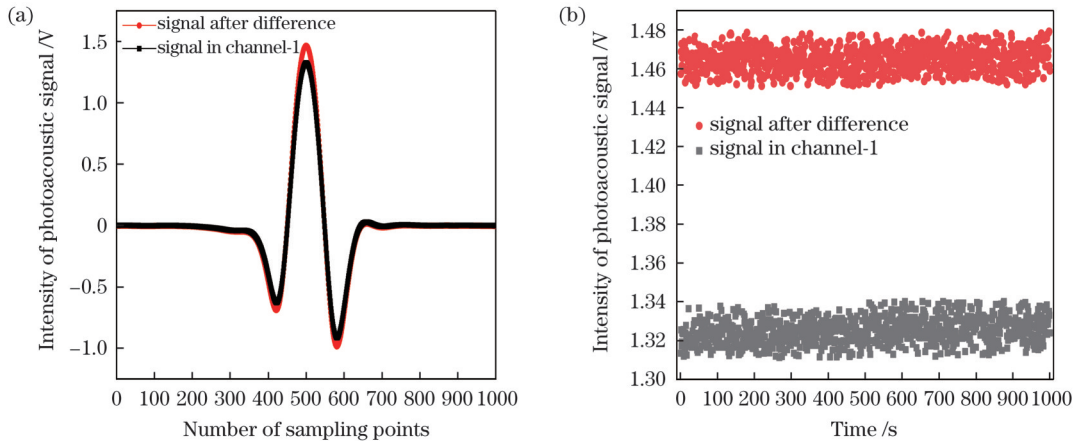 (a)
signal after difference
signal in channel-1
1.5
1.0
0.5
0
−0.5
−1.0
0 100 200 300 400 500 600 700 800 900 1000
Number of sampling points
Intensity of photoacoustic signal /V
(b)
1.48
1.46
1.44
1.42
1.40
1.38
1.36
1.34
1.32
1.30
signal after difference
signal in channel-1
0 100 200 300 400 500 600 700 800 900 1000
Time /s
Intensity of photoacoustic signal /V